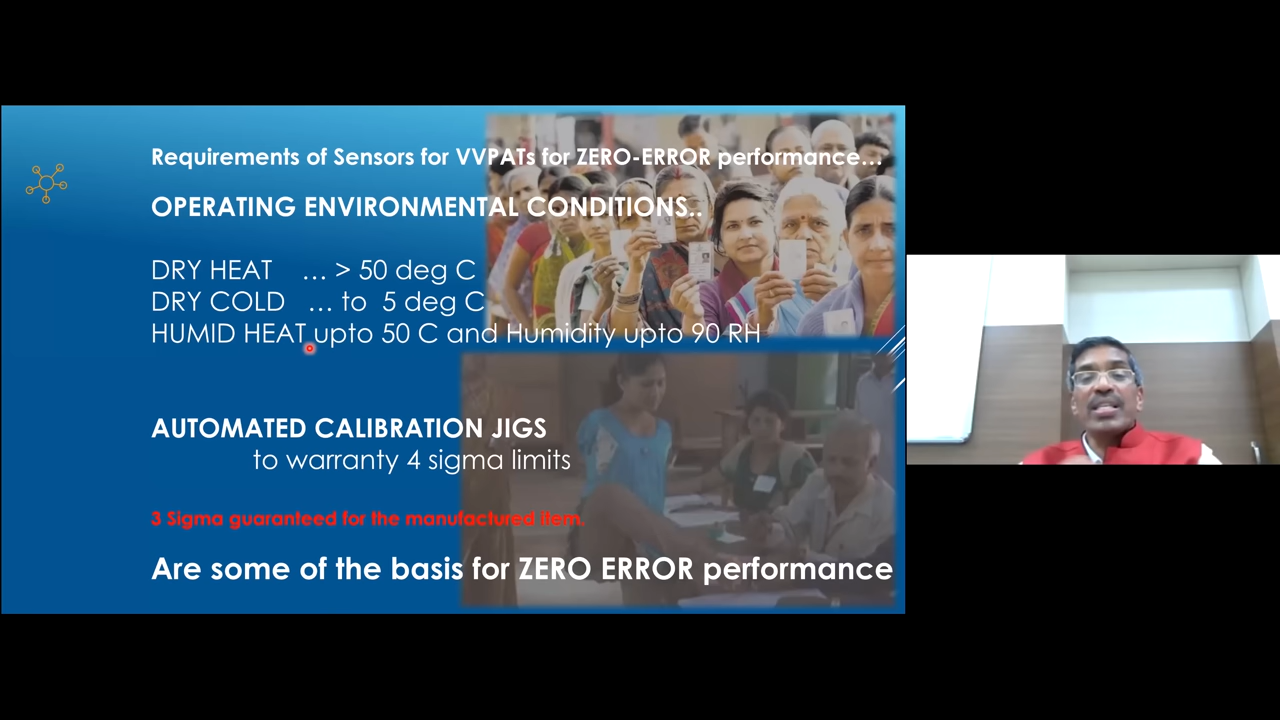 Requirements of Sensors for VVPATs for ZERO-ERROR performance...
OPERATING ENVIRONMENTAL CONDITIONS..
DRY HEAT ... > 50 deg C
DRY COLD ... to 5 deg C
HUMID HEAT upto 50 C and Humidity upto 90 RH
AUTOMATED CALIBRATION JIGS
to warranty 4 sigma limits
3 Sigma guaranteed for the manufactured item.
Are some of the basis for ZERO ERROR performance